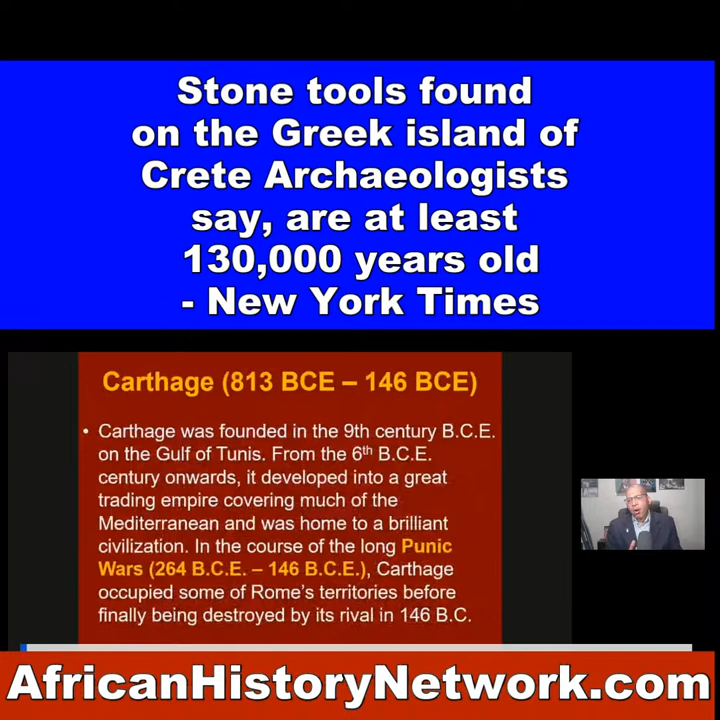 Stone tools found
on the Greek island of
Crete Archaeologists
say, are at least
130,000 years old
- New York Times
Carthage (813 BCE – 146 BCE)
• Carthage was founded in the 9th century B.C.E.
on the Gulf of Tunis. From the 6th B.C.E.
century onwards, it developed into a great
trading empire covering much of the
Mediterranean and was home to a brilliant
civilization. In the course of the long Punic
Wars (264 B.C.E. – 146 B.C.E.), Carthage
occupied some of Rome's territories before
finally being destroyed by its rival in 146 B.C.
AfricanHistoryNetwork.com